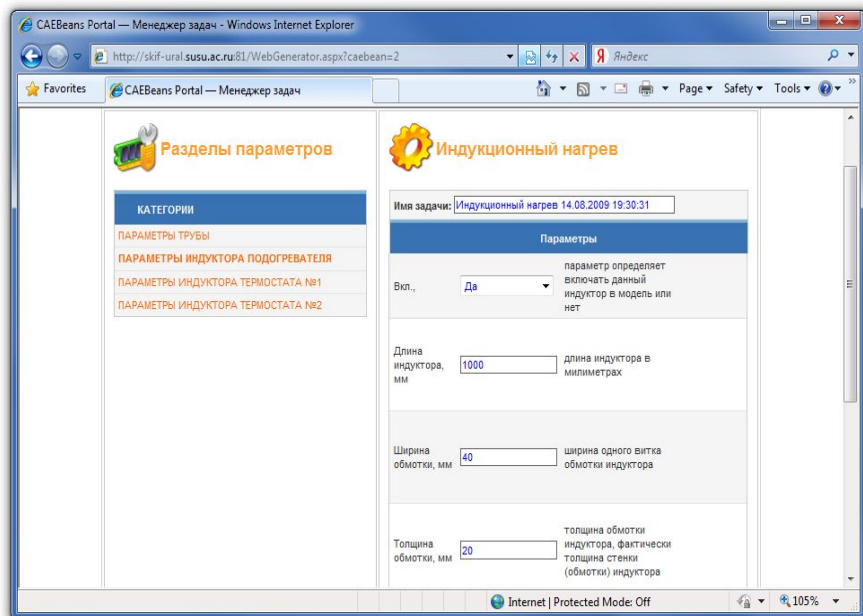 CAEBeans Portal — Менеджер задач - Windows Internet Explorer
http://skif-ural.susu.ac.ru:81/WebGenerator.aspx?caebean=2
Яндекс
Favorites
CAEBeans Portal — Менеджер задач
Page Safety Tools
Разделы параметров
КАТЕГОРИИ
ПАРАМЕТРЫ ТРУБЫ
ПАРАМЕТРЫ ИНДУКТОРА ПОДОГРЕВАТЕЛЯ
ПАРАМЕТРЫ ИНДУКТОРА ТЕРМОСТАТА №1
ПАРАМЕТРЫ ИНДУКТОРА ТЕРМОСТАТА №2
Индукционный нагрев
Имя задачи: Индукционный нагрев 14.08.2009 19:30:31
Параметры
Вкл.,
Да
параметр определяет
включать данный
индуктор в модель или
нет
Длина
индуктора,
мм
1000
длина индуктора в
милиметрах
Ширина
обмотки, мм
40
ширина одного витка
обмотки индуктора
Толщина
обмотки, мм
20
толщина обмотки
индуктора, фактически
толщина стенки
(обмотки) индуктора
Internet | Protected Mode: Off
105%